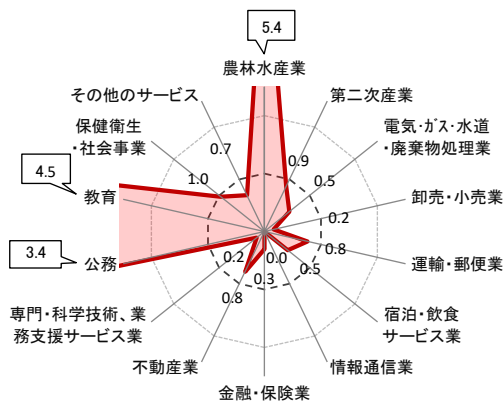 5.4
農林水産業
その他のサービス
第二次産業
保健衛生
・社会事業
電気・ガス・水道
・廃棄物処理業
0.7
0.9
1.0
0.5
4.5
教育
0.2
卸売・小売業
3.4
公務
0.8
運輸・郵便業
0.2
0.0
0.5
0.3
0.8
専門・科学技術、業
務支援サービス業
宿泊・飲食
サービス業
不動産業
情報通信業
金融・保険業